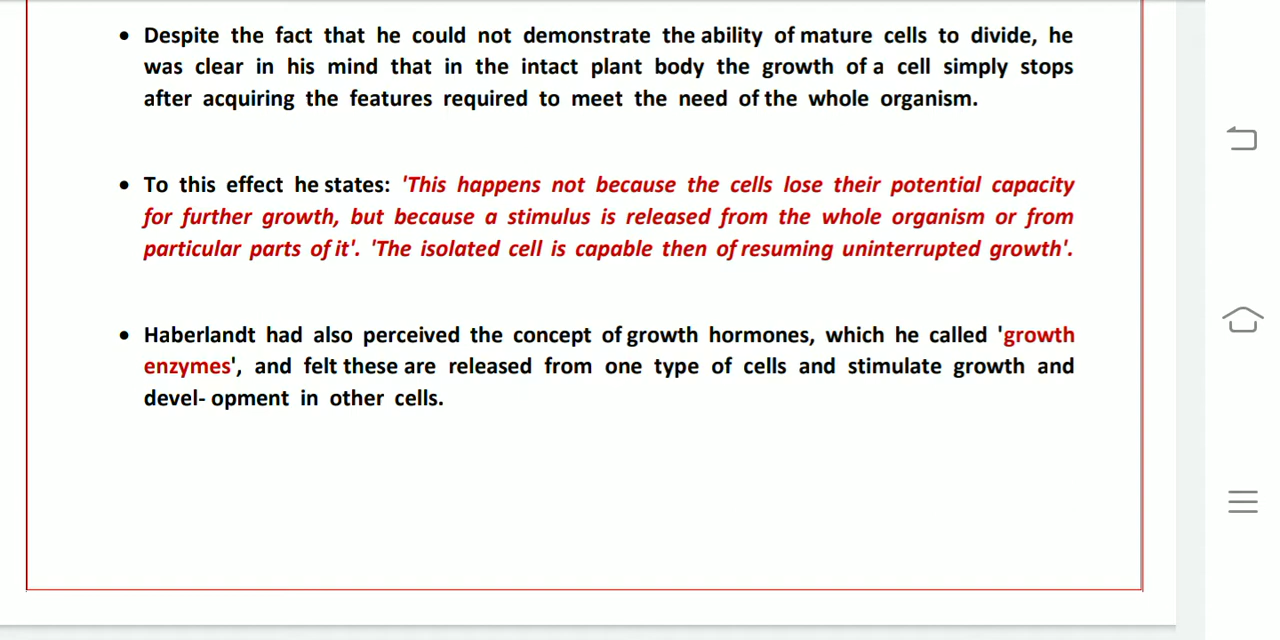 • Despite the fact that he could not demonstrate the ability of mature cells to divide, he
was clear in his mind that in the intact plant body the growth of a cell simply stops
after acquiring the features required to meet the need of the whole organism.
• To this effect he states: 'This happens not because the cells lose their potential capacity
for further growth, but because a stimulus is released from the whole organism or from
particular parts of it'. 'The isolated cell is capable then of resuming uninterrupted growth'.
• Haberlandt had also perceived the concept of growth hormones, which he called 'growth
enzymes', and felt these are released from one type of cells and stimulate growth and
devel- opment in other cells.